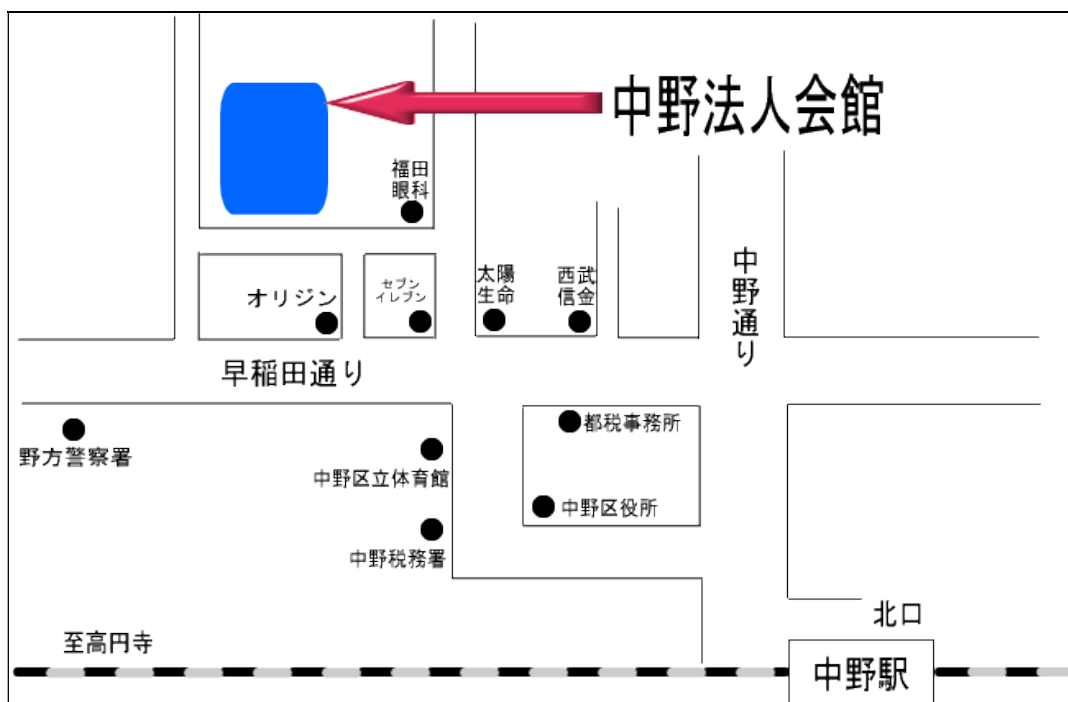 中野法人会館
福田
眼科
中野通り
太陽
生命
西武
信金
セブン
イレブン
オリジン
早稲田通り
都税事務所
野方警察署
中野区立体育館
中野区役所
中野税務署
北口
至高円寺
中野駅